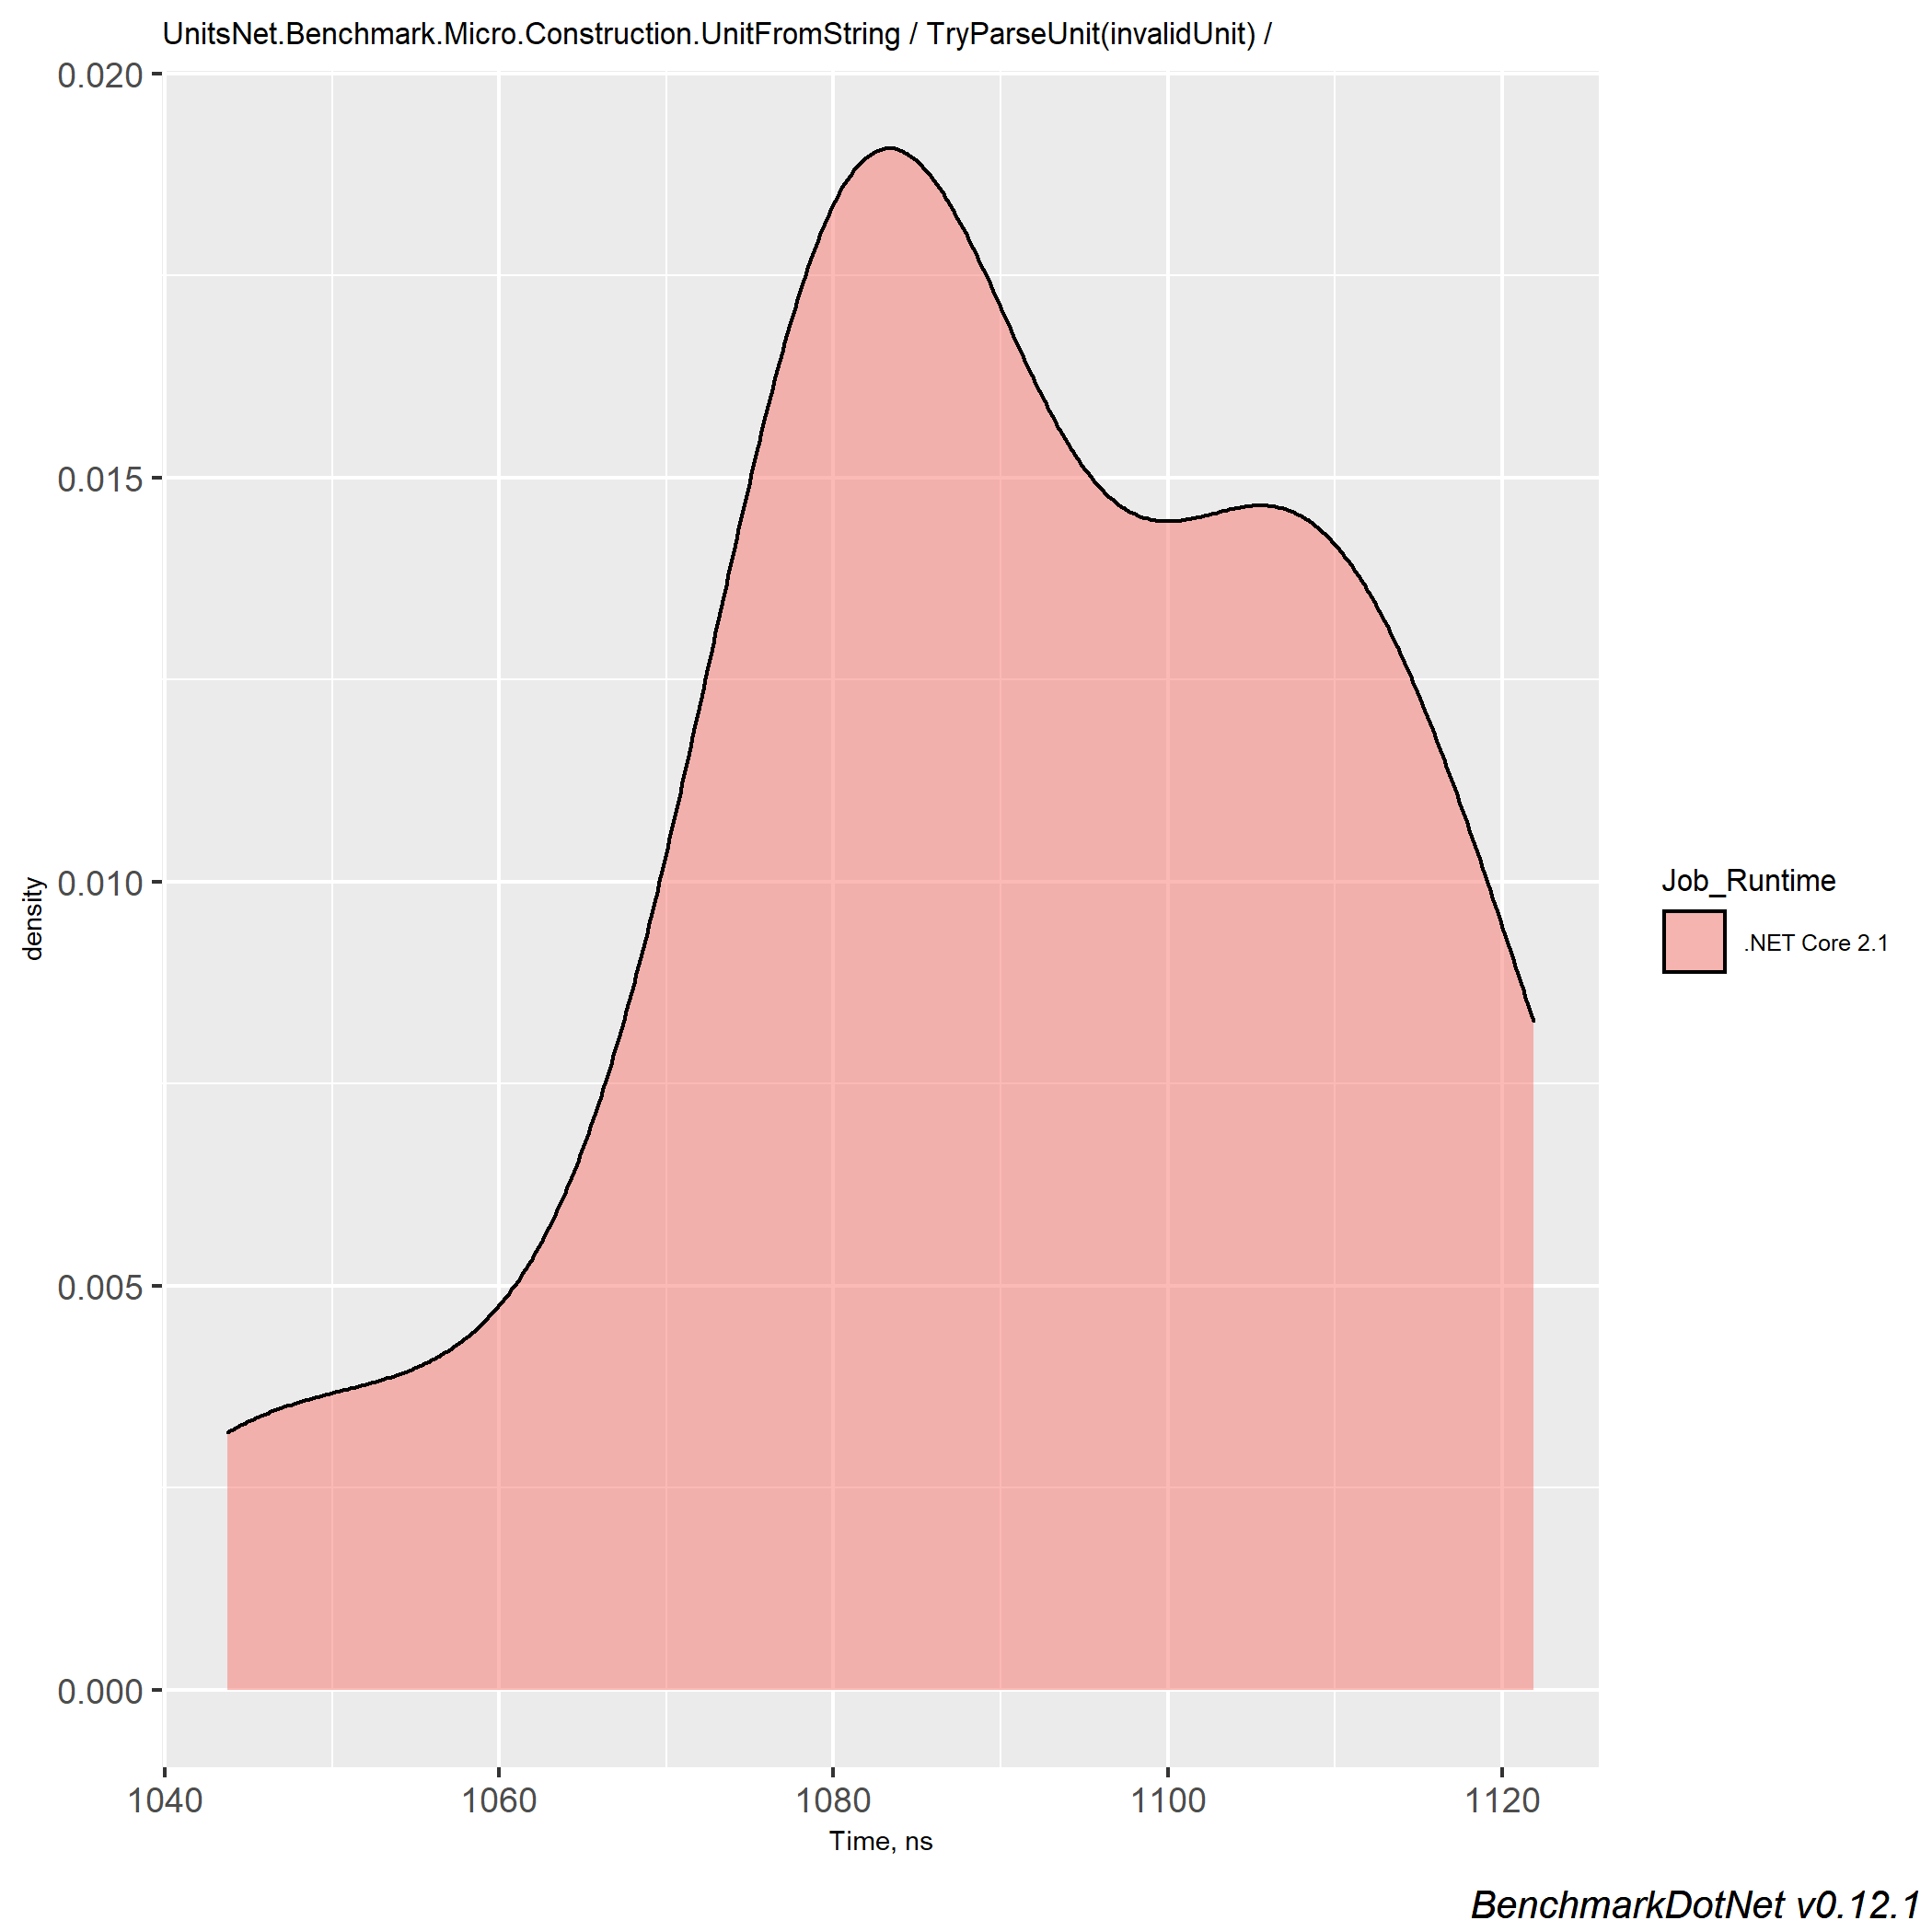 UnitsNet.Benchmark.Micro.Construction.UnitFromString / TryParseUnit(invalidUnit) /
0.020
0.015
0.010
0.005
0.000
density
1040 1060 1080 1100 1120
Time, ns
Job_Runtime
.NET Core 2.1
BenchmarkDotNet v0.12.1